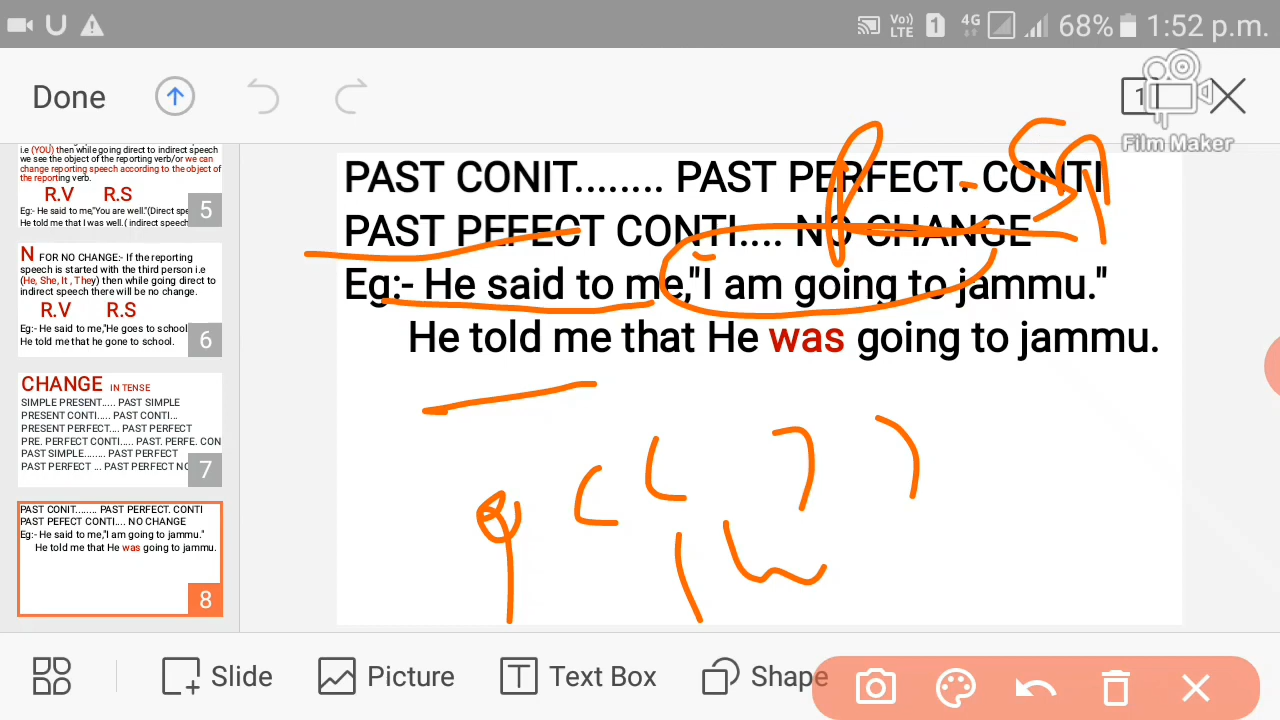 Vo)) LTE 1 4G 68% 1:52 p.m.
Done 1
Film Maker
i.e (YOU) then while going direct to indirect speech
we see the object of the reporting verb/or we can
change reporting speech according to the object of
the reporting verb.
R.V R.S
Eg:- He said to me,"You are well."(Direct spe
He told me that I was well.( indirect speech
5
N FOR NO CHANGE:- If the reporting
speech is started with the third person i.e
(He, She, It , They) then while going direct to
indirect speech there will be no change.
R.V R.S
Eg:- He said to me,"He goes to school
He told me that he gone to school.
6
CHANGE IN TENSE
SIMPLE PRESENT..... PAST SIMPLE
PRESENT CONTI..... PAST CONTI...
PRESENT PERFECT.... PAST PERFECT
PRE. PERFECT CONTI..... PAST. PERFE. CON
PAST SIMPLE........ PAST PERFECT
PAST PERFECT ... PAST PERFECT NO
7
PAST CONIT........ PAST PERFECT. CONTI
PAST PEFECT CONTI.... NO CHANGE
Eg:- He said to me,"I am going to jammu."
He told me that He was going to jammu.
8
PAST CONIT........ PAST PERFECT. CONTI
PAST PEFECT CONTI.... NO CHANGE
Eg:- He said to me,"I am going to jammu."
He told me that He was going to jammu.
Slide Picture Text Box Shape